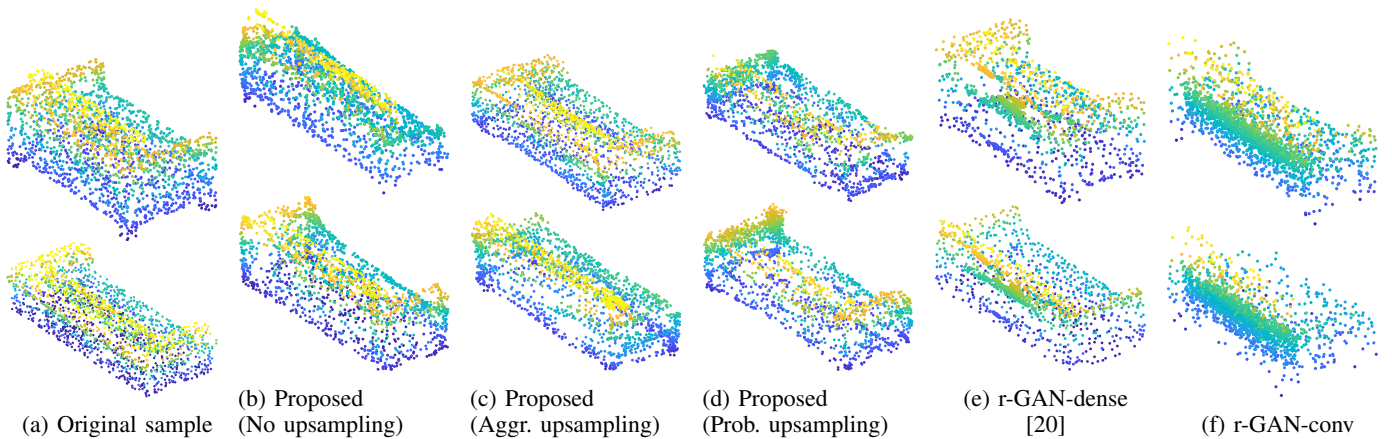 (a) Original sample
(b) Proposed
(No upsampling)
(c) Proposed
(Aggr. upsampling)
(d) Proposed
(Prob. upsampling)
(e) r-GAN-dense
[20]
(f) r-GAN-conv